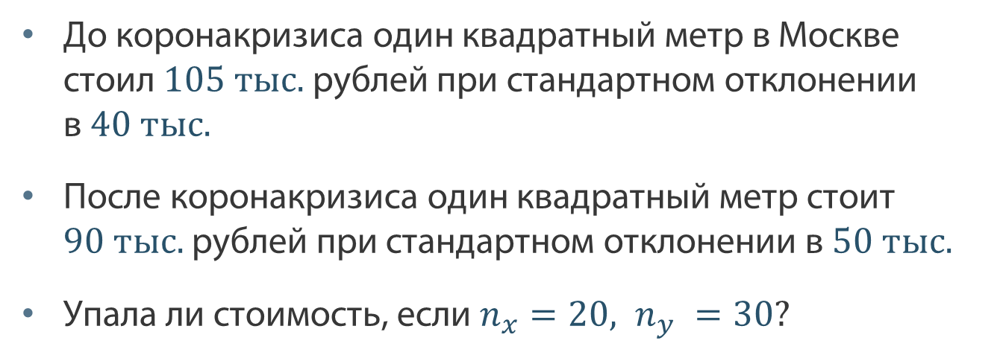 • До коронакризиса один квадратный метр в Москве
стоил 105 тыс. рублей при стандартном отклонении
в 40 тыс.
• После коронакризиса один квадратный метр стоит
90 тыс. рублей при стандартном отклонении в 50 тыс.
• Упала ли стоимость, если nₓ = 20, n_y = 30?